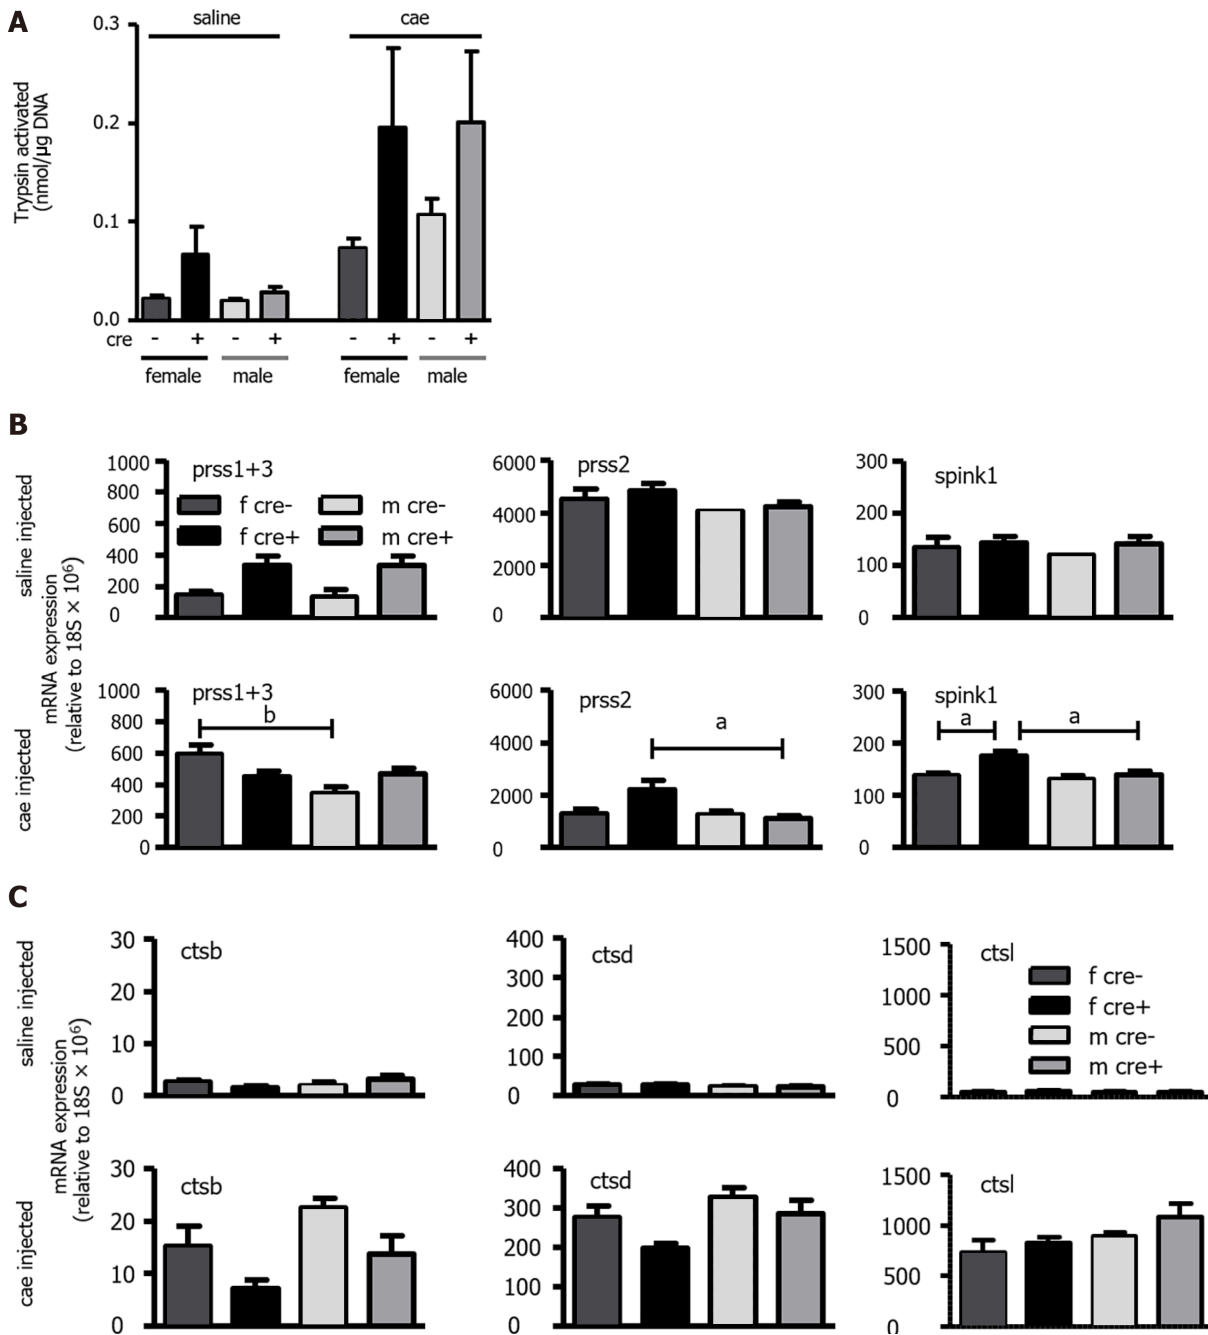 A
0.3
0.2
0.1
0.0
Trypsin activated
(nmol/µg DNA
saline
cae
cre
- + - + - + - +
female male female male
B
saline injected
cae injected
mRNA expression
(relative to 18S × 10⁶)
1000
800
600
400
200
0
prss1+3
f cre-
m cre-
f cre+
m cre+
6000
4000
2000
0
prss2
300
200
100
0
spink1
1000
800
600
400
200
0
prss1+3
b
6000
4000
2000
0
prss2
a
300
200
100
0
spink1
a
a
C
saline injected
cae injected
mRNA expression
(relative to 18S × 10⁶)
30
20
10
0
ctsb
400
300
200
100
0
ctsd
1500
1000
500
0
ctsl
f cre-
f cre+
m cre-
m cre+
30
20
10
0
ctsb
400
300
200
100
0
ctsd
1500
1000
500
0
ctsl